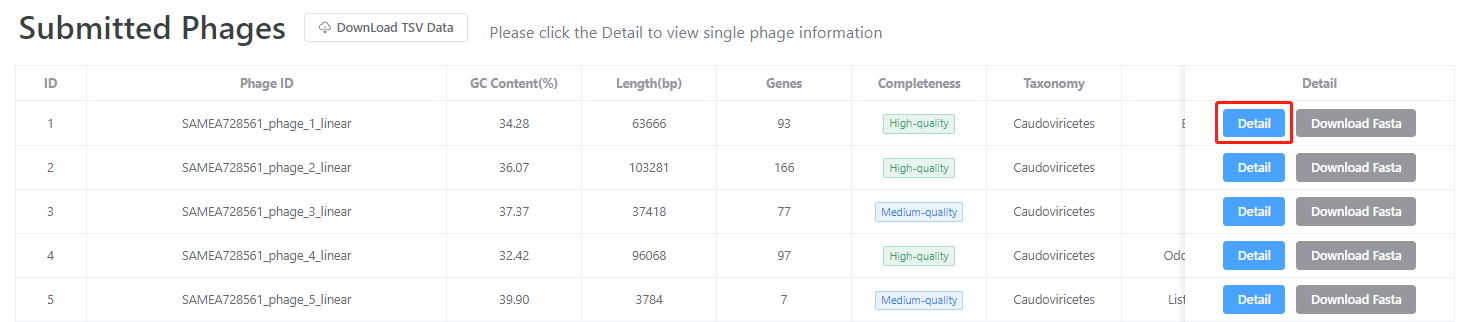 Submitted Phages DownLoad TSV Data Please click the Detail to view single phage information
ID Phage ID GC Content(%) Length(bp) Genes Completeness Taxonomy Detail
1 SAMEA728561_phage_1_linear 34.28 63666 93 High-quality Caudoviricetes Detail Download Fasta
2 SAMEA728561_phage_2_linear 36.07 103281 166 High-quality Caudoviricetes Detail Download Fasta
3 SAMEA728561_phage_3_linear 37.37 37418 77 Medium-quality Caudoviricetes Detail Download Fasta
4 SAMEA728561_phage_4_linear 32.42 96068 97 High-quality Caudoviricetes Detail Download Fasta
5 SAMEA728561_phage_5_linear 39.90 3784 7 Medium-quality Caudoviricetes List Detail Download Fasta